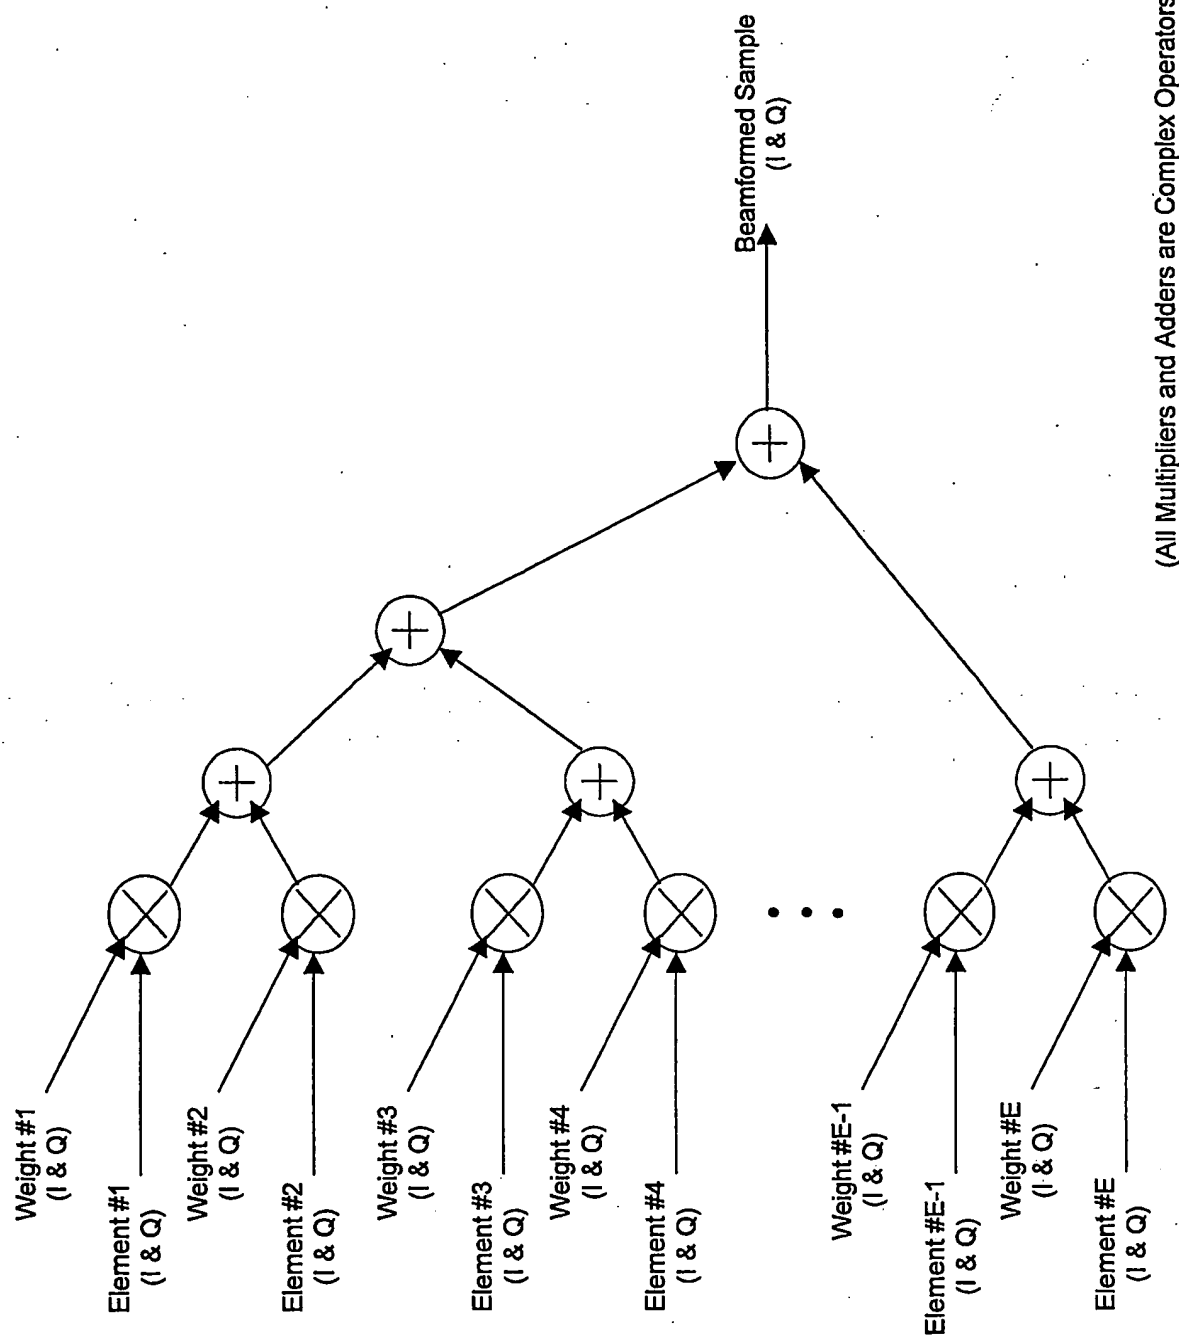 Weight #1
(I & Q)
Element #1
(I & Q)
Weight #2
(I & Q)
Element #2
(I & Q)
Weight #3
(I & Q)
Element #3
(I & Q)
Weight #4
(I & Q)
Element #4
(I & Q)
Weight #E-1
(I & Q)
Element #E-1
(I & Q)
Weight #E
(I & Q)
Element #E
(I & Q)
Beamformed Sample
(I & Q)
(All Multipliers and Adders are Complex Operators